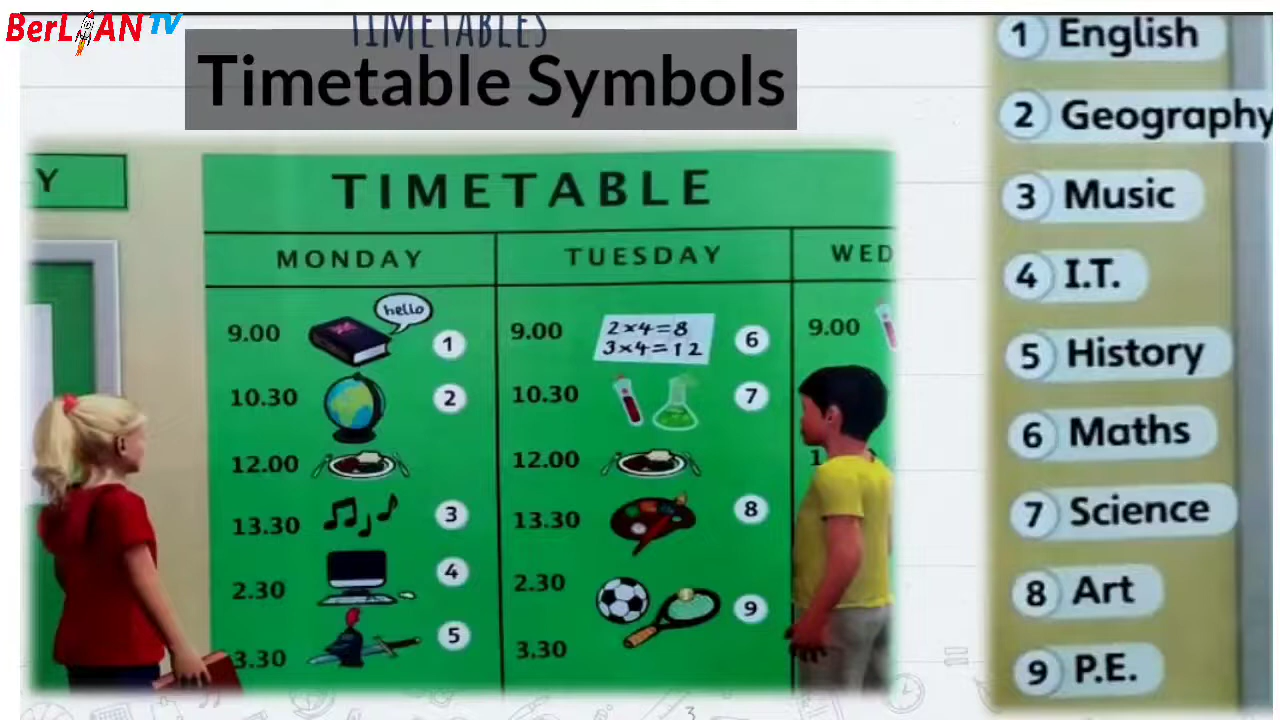 BerLIAN TV
TIMETABLES
Timetable Symbols
Y
TIMETABLE
MONDAY
TUESDAY
WED
9.00
hello
1
10.30
2
12.00
13.30
3
2.30
4
3.30
5
9.00
2x4=8
3x4=12
6
10.30
7
12.00
13.30
8
2.30
9
3,30
9.00
1
1 English
2 Geography
3 Music
4 I.T.
5 History
6 Maths
7 Science
8 Art
9 P.E.
3